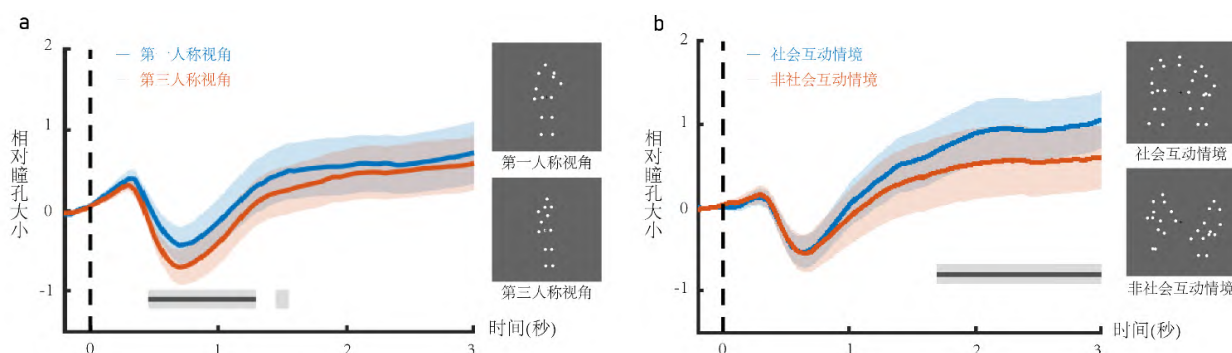 a
2
1
0
-1
相对瞳孔大小
第一人称视角
第三人称视角
0
1
2
3
时间(秒)
第一人称视角
第三人称视角
b
2
1
0
-1
相对瞳孔大小
社会互动情境
非社会互动情境
0
1
2
3
时间(秒)
社会互动情境
非社会互动情境